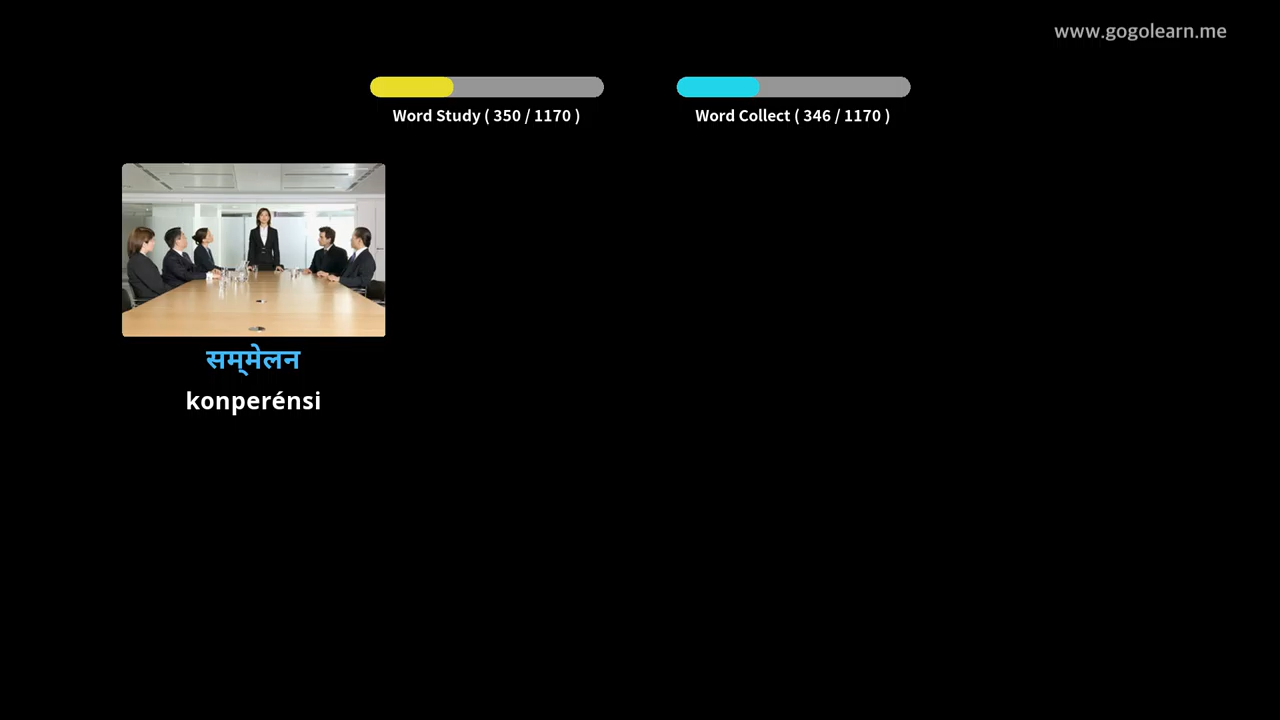 www.gogolearn.me
Word Study ( 350 / 1170 )
Word Collect ( 346 / 1170 )
सम्मेलन
konperénsi